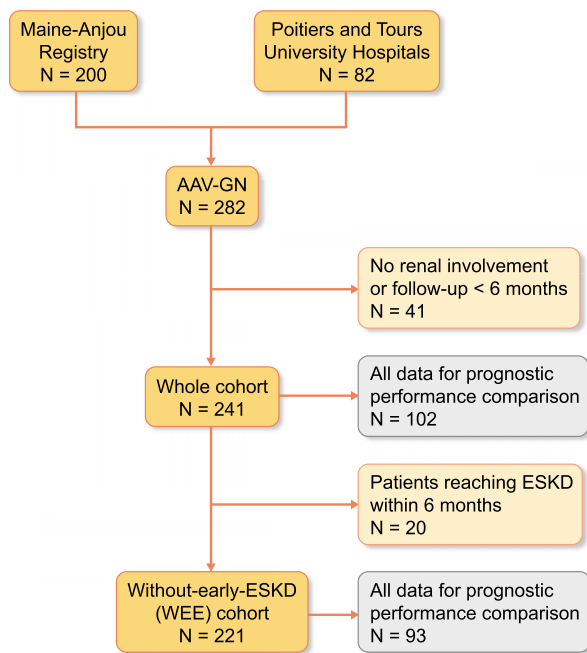 Maine-Anjou
Registry
N = 200
Poitiers and Tours
University Hospitals
N = 82
AAV-GN
N = 282
No renal involvement
or follow-up < 6 months
N = 41
Whole cohort
N = 241
All data for prognostic
performance comparison
N = 102
Patients reaching ESKD
within 6 months
N = 20
Without-early-ESKD
(WEE) cohort
N = 221
All data for prognostic
performance comparison
N = 93